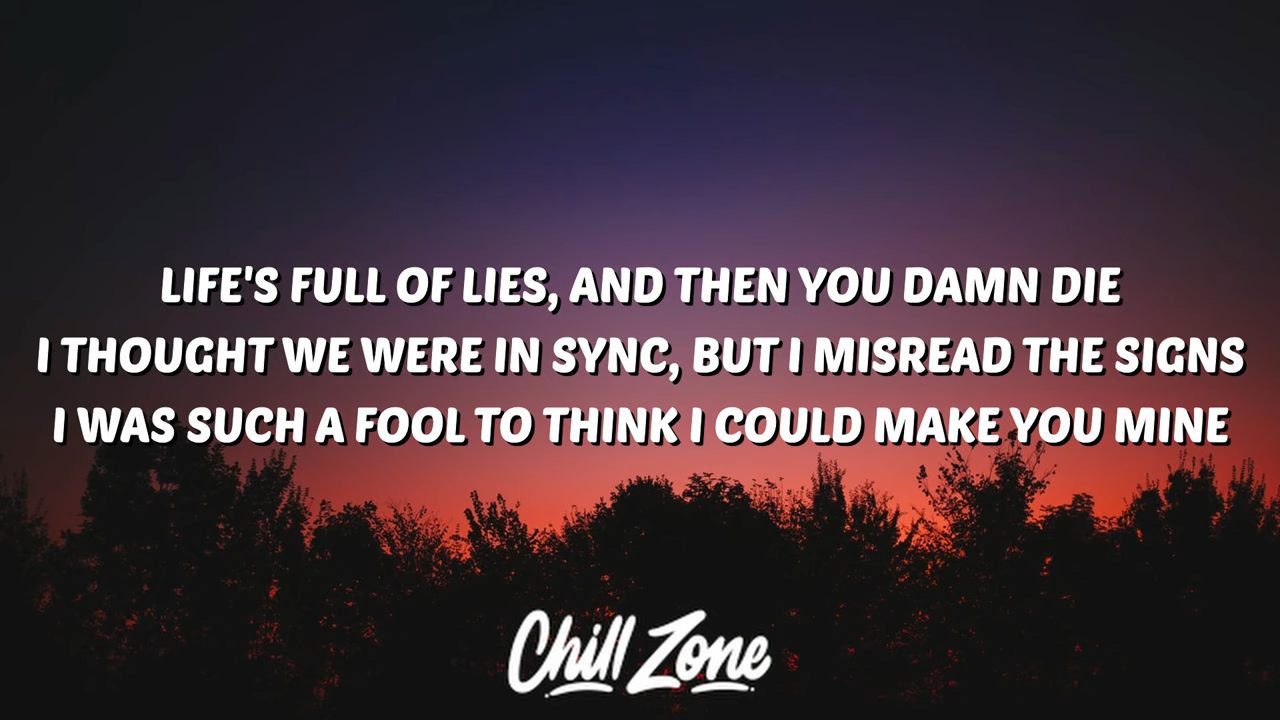 LIFE'S FULL OF LIES, AND THEN YOU DAMN DIE
I THOUGHT WE WERE IN SYNC, BUT I MISREAD THE SIGNS
I WAS SUCH A FOOL TO THINK I COULD MAKE YOU MINE
Chill Zone